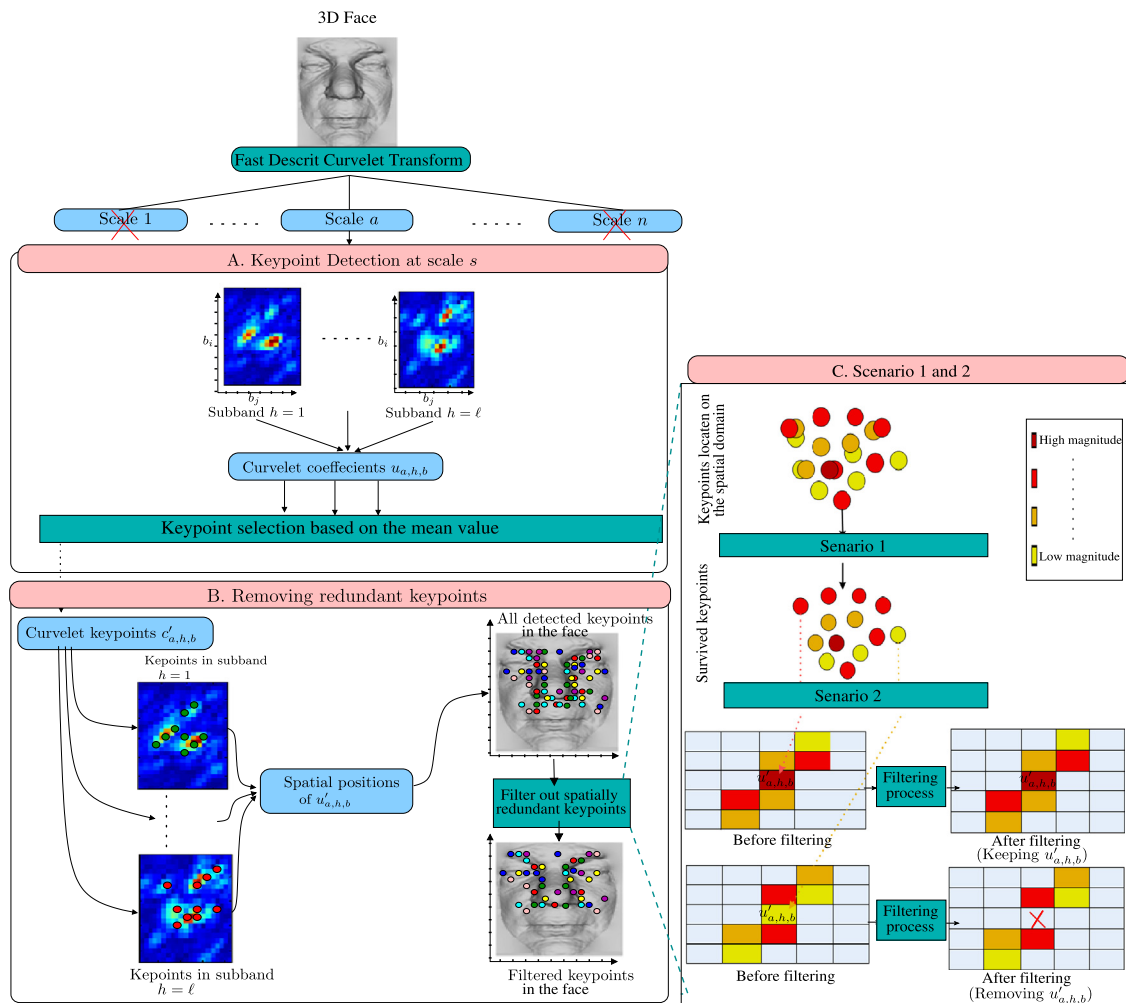 3D Face
Fast Descrit Curvelet Transform
Scale 1
Scale a
Scale n
A. Keypoint Detection at scale s
b_i
b_j
Subband h = 1
b_i
Subband h = ℓ
Curvelet coeffecients u_{a,h,b}
Keypoint selection based on the mean value
B. Removing redundant keypoints
Curvelet keypoints c'_{a,h,b}
Kepoints in subband
h = 1
Kepoints in subband
h = ℓ
Spatial positions
of u'_{a,h,b}
All detected keypoints
in the face
Filter out spatially
redundant keypoints
Filtered keypoints
in the face
C. Scenario 1 and 2
Keypoints locaten on
the spatial domain
High magnitude
Low magnitude
Senario 1
Survived keypoints
Senario 2
u'_{a,h,b}
Before filtering
Filtering
process
u'_{a,h,b}
After filtering
(Keeping u'_{a,h,b})
u'_{a,h,b}
Before filtering
Filtering
process
After filtering
(Removing u'_{a,h,b})